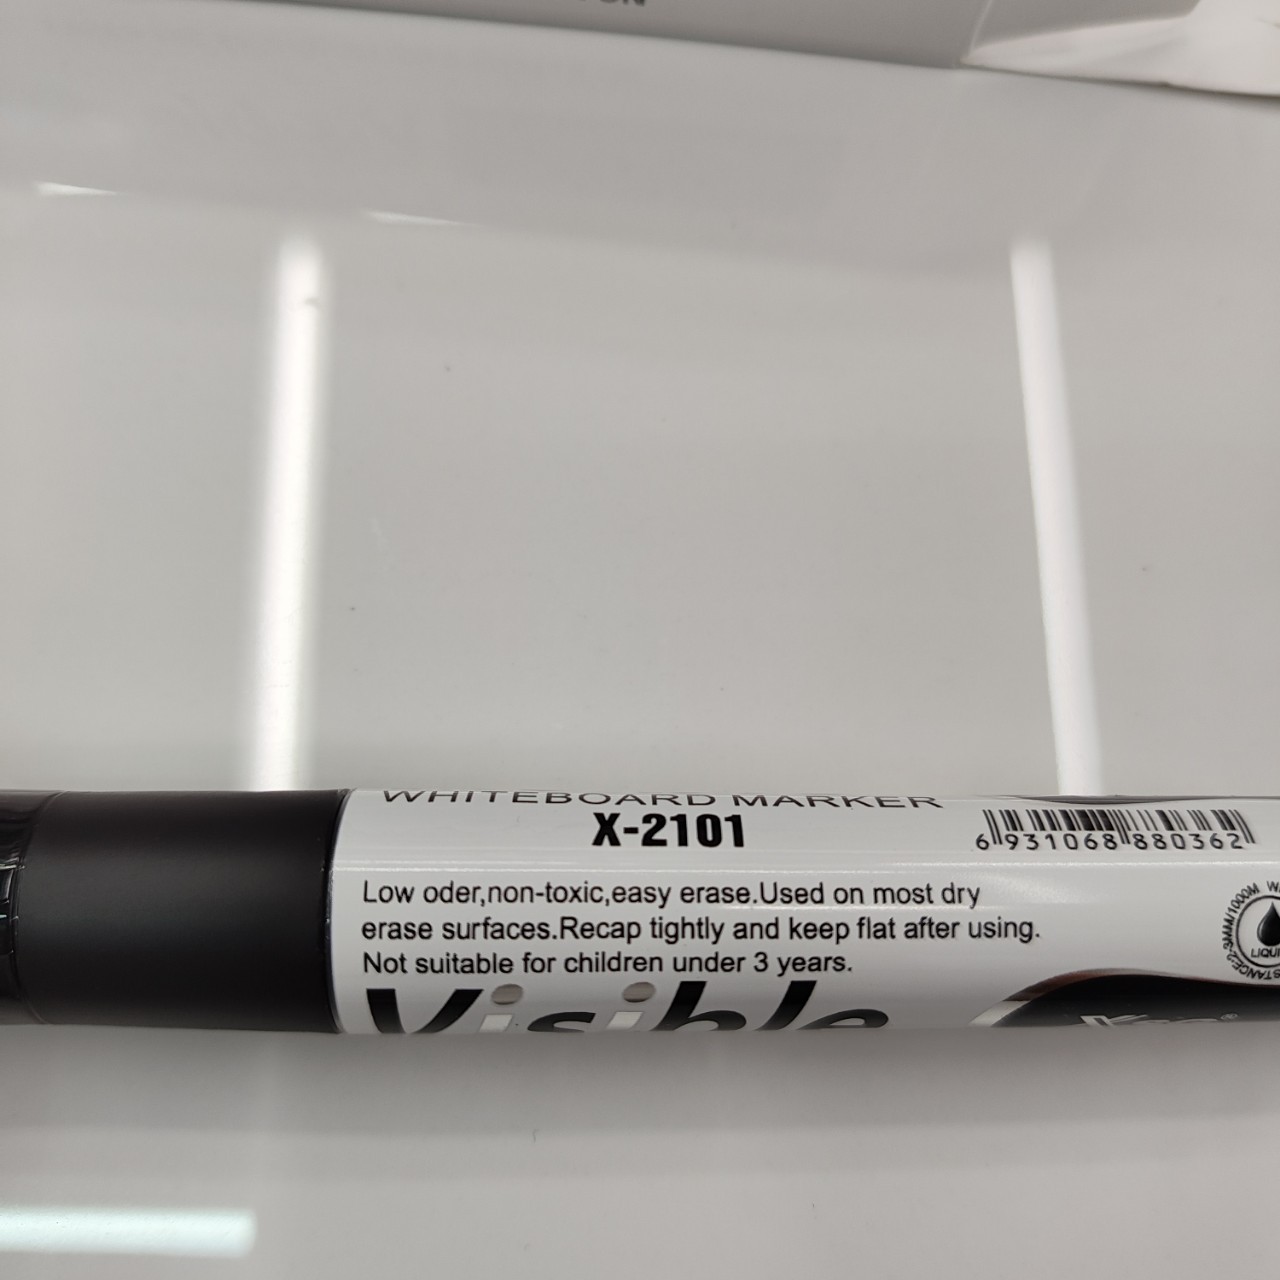 WHITEBOARD MARKER
X-2101
6 931068 880362
Low oder,non-toxic,easy erase.Used on most dry
erase surfaces.Recap tightly and keep flat after using.
Not suitable for children under 3 years.
Visible